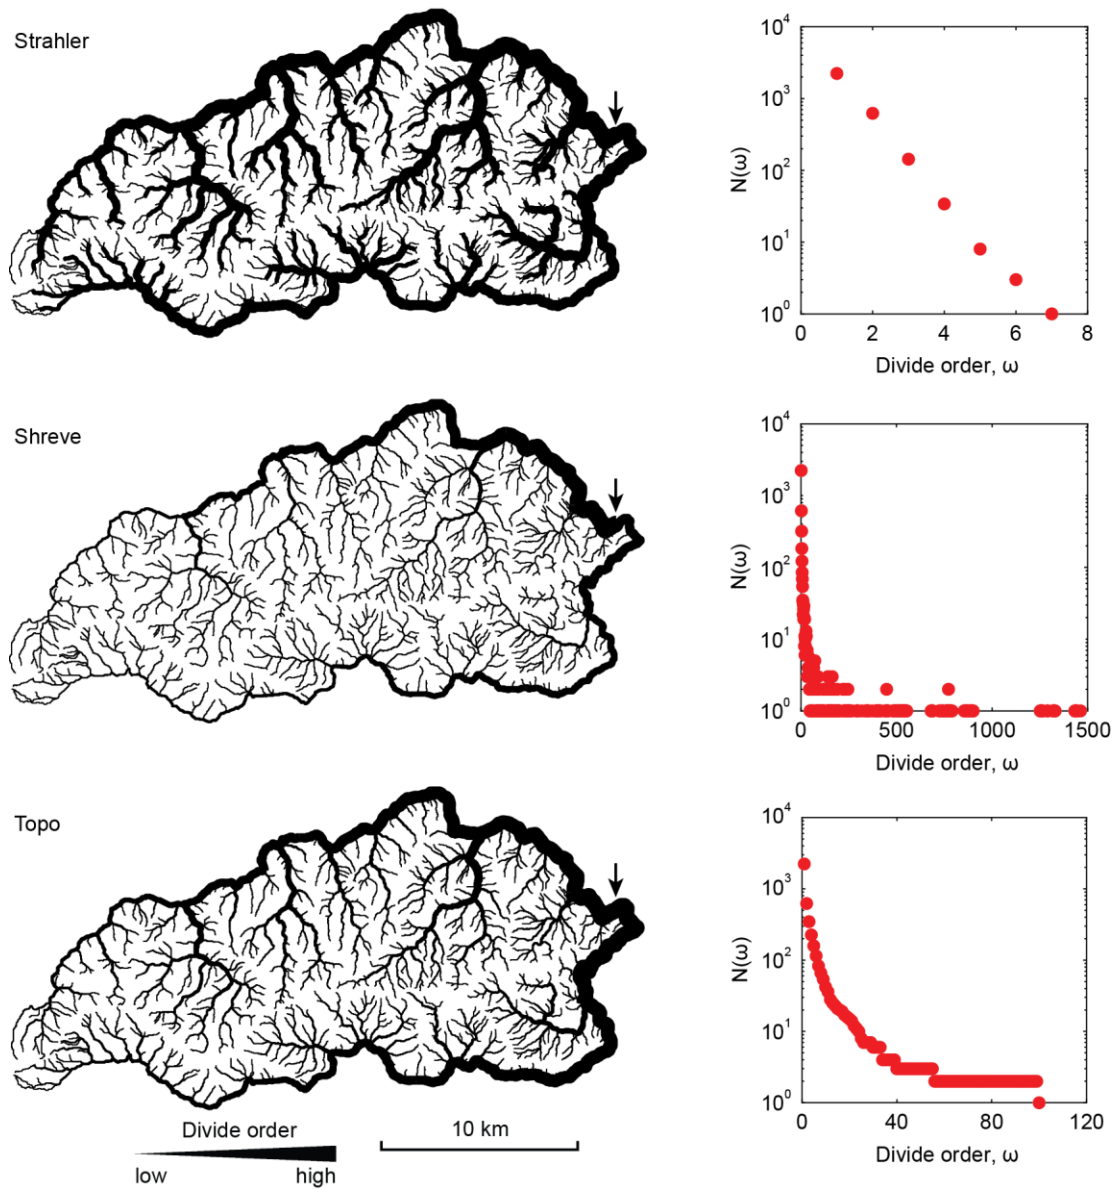 Strahler
10⁴
10³
10²
10¹
10⁰
N(ω)
0 2 4 6 8
Divide order, ω
Shreve
10⁴
10³
10²
10¹
10⁰
N(ω)
0 500 1000 1500
Divide order, ω
Topo
10⁴
10³
10²
10¹
10⁰
N(ω)
0 40 80 120
Divide order, ω
Divide order
low high
10 km